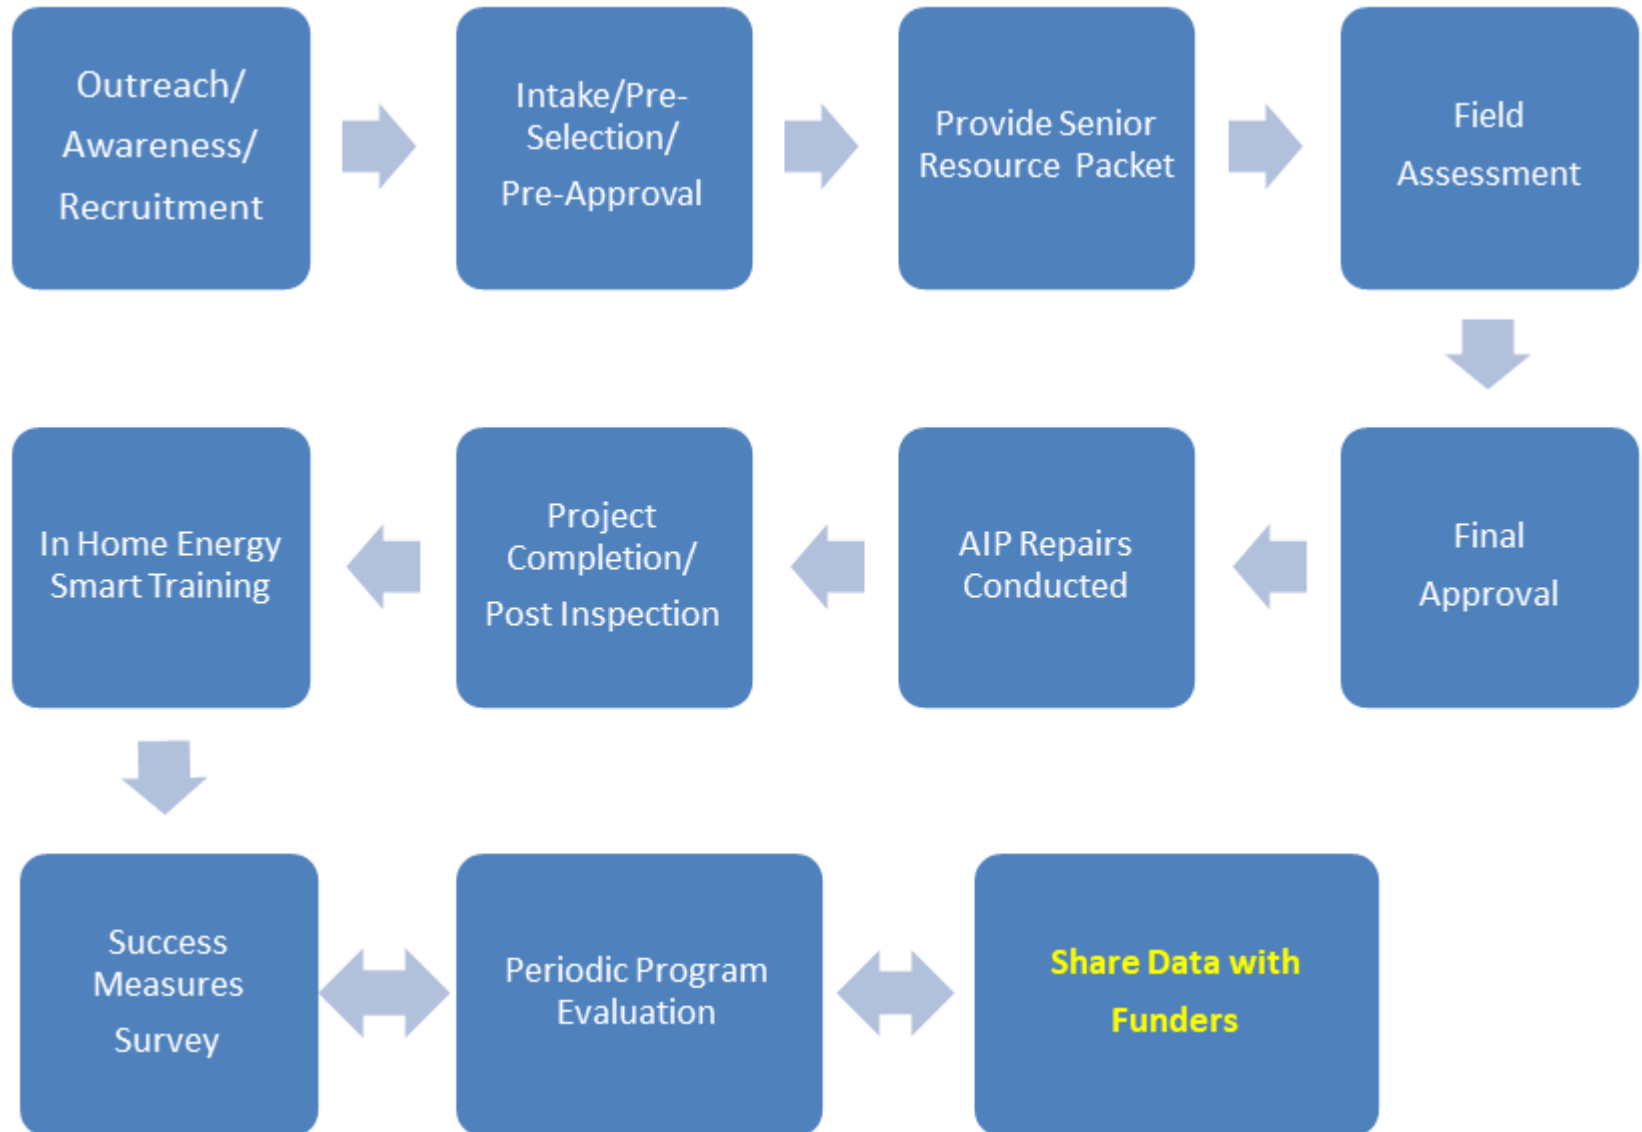 Outreach/
Awareness/
Recruitment
Intake/Pre-
Selection/
Pre-Approval
Provide Senior
Resource Packet
Field
Assessment
In Home Energy
Smart Training
Project
Completion/
Post Inspection
AIP Repairs
Conducted
Final
Approval
Success
Measures
Survey
Periodic Program
Evaluation
Share Data with
Funders